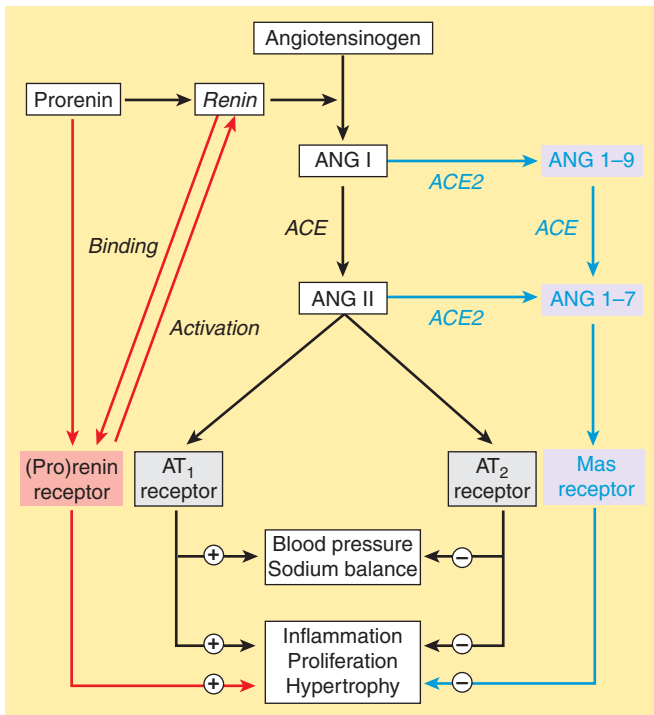 Angiotensinogen
Prorenin
Renin
ANG I
ACE2
ANG 1–9
Binding
ACE
ACE
ANG II
ACE2
ANG 1–7
Activation
(Pro)renin
receptor
AT1
receptor
AT2
receptor
Mas
receptor
+
Blood pressure
Sodium balance
−
+
Inflammation
Proliferation
Hypertrophy
−
+
−